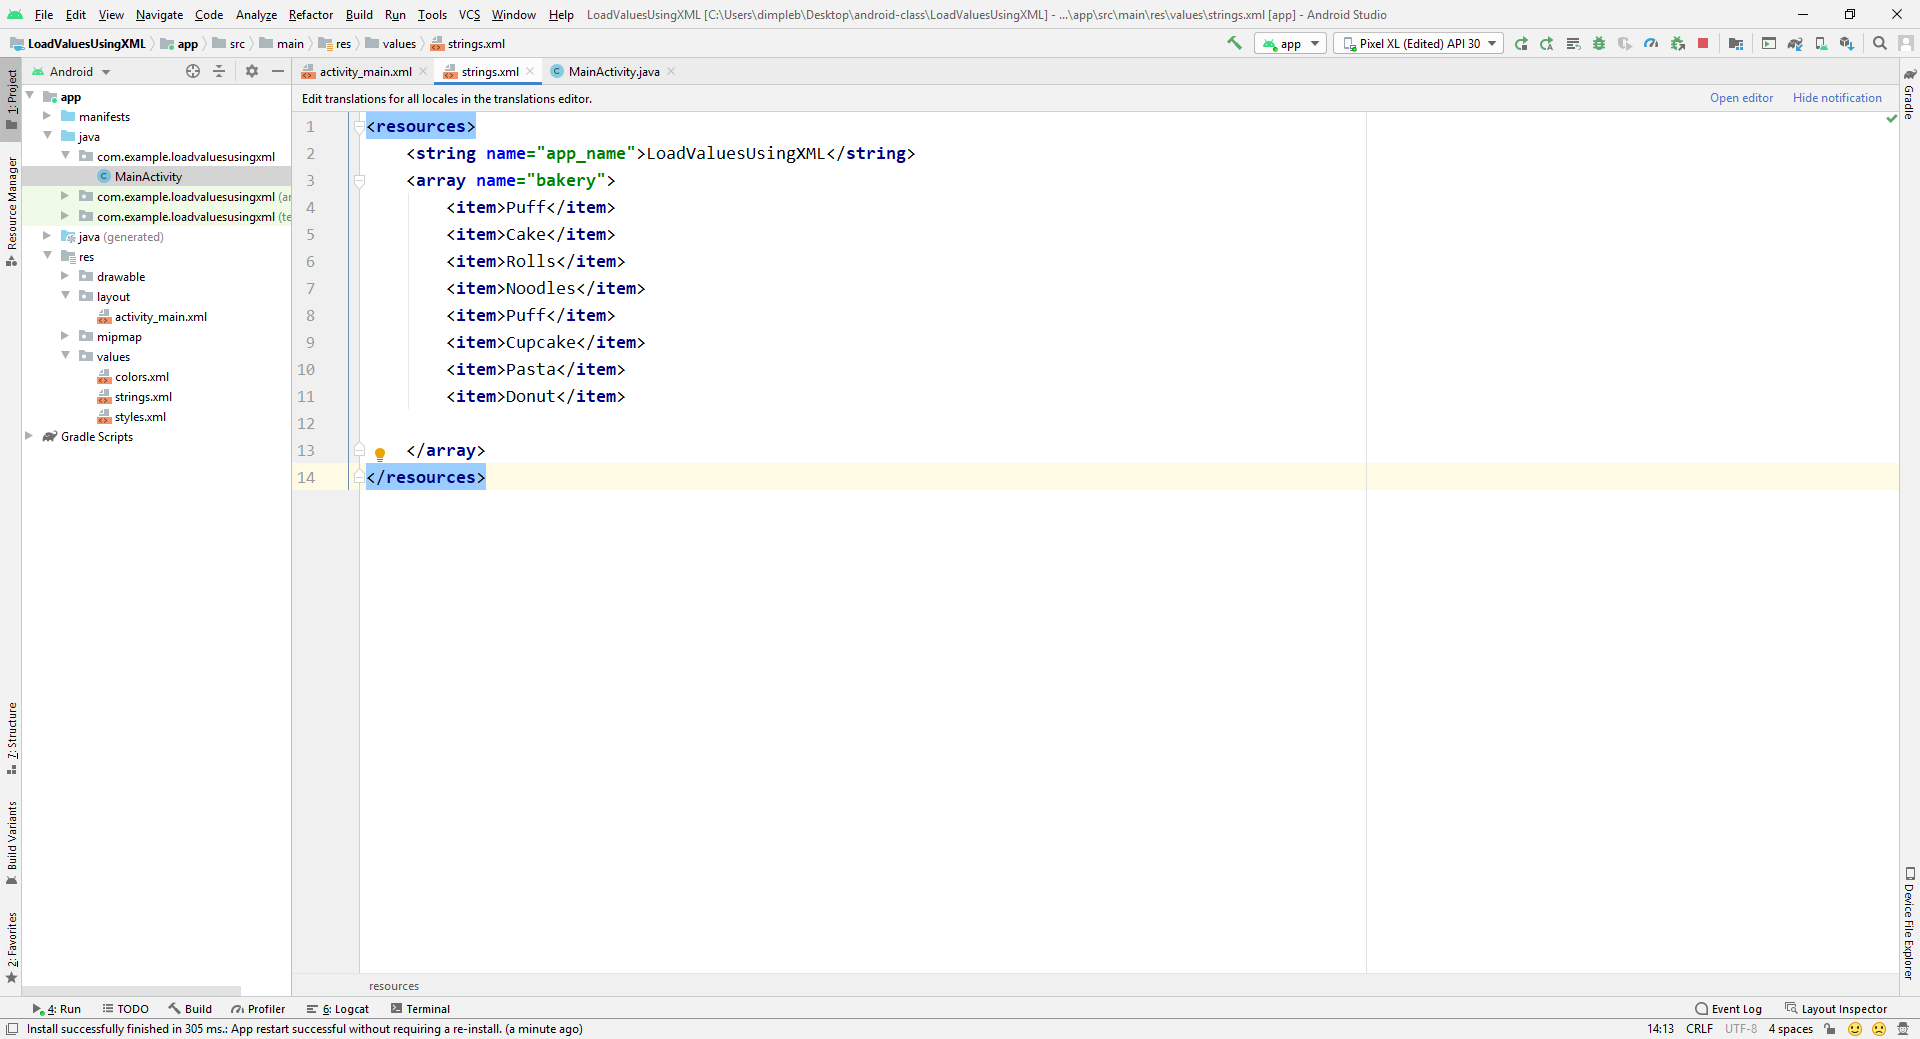 File Edit View Navigate Code Analyze Refactor Build Run Tools VCS Window Help LoadValuesUsingXML [C:\Users\dimpleb\Desktop\android-class\LoadValuesUsingXML] - ...\app\src\main\res\values\strings.xml [app] - Android Studio
LoadValuesUsingXML app src main res values strings.xml app Pixel XL (Edited) API 30
Android activity_main.xml strings.xml MainActivity.java
Edit translations for all locales in the translations editor. Open editor Hide notification
1: Project
Resource Manager
7: Structure
Build Variants
2: Favorites
app
manifests
java
com.example.loadvaluesusingxml
MainActivity
com.example.loadvaluesusingxml (ar
com.example.loadvaluesusingxml (te
java (generated)
res
drawable
layout
activity_main.xml
mipmap
values
colors.xml
strings.xml
styles.xml
Gradle Scripts
1 <resources>
2 <string name="app_name">LoadValuesUsingXML</string>
3 <array name="bakery">
4 <item>Puff</item>
5 <item>Cake</item>
6 <item>Rolls</item>
7 <item>Noodles</item>
8 <item>Puff</item>
9 <item>Cupcake</item>
10 <item>Pasta</item>
11 <item>Donut</item>
12
13 </array>
14 </resources>
Gradle
Device File Explorer
resources
4: Run TODO Build Profiler 6: Logcat Terminal Event Log Layout Inspector
Install successfully finished in 305 ms.: App restart successful without requiring a re-install. (a minute ago) 14:13 CRLF UTF-8 4 spaces